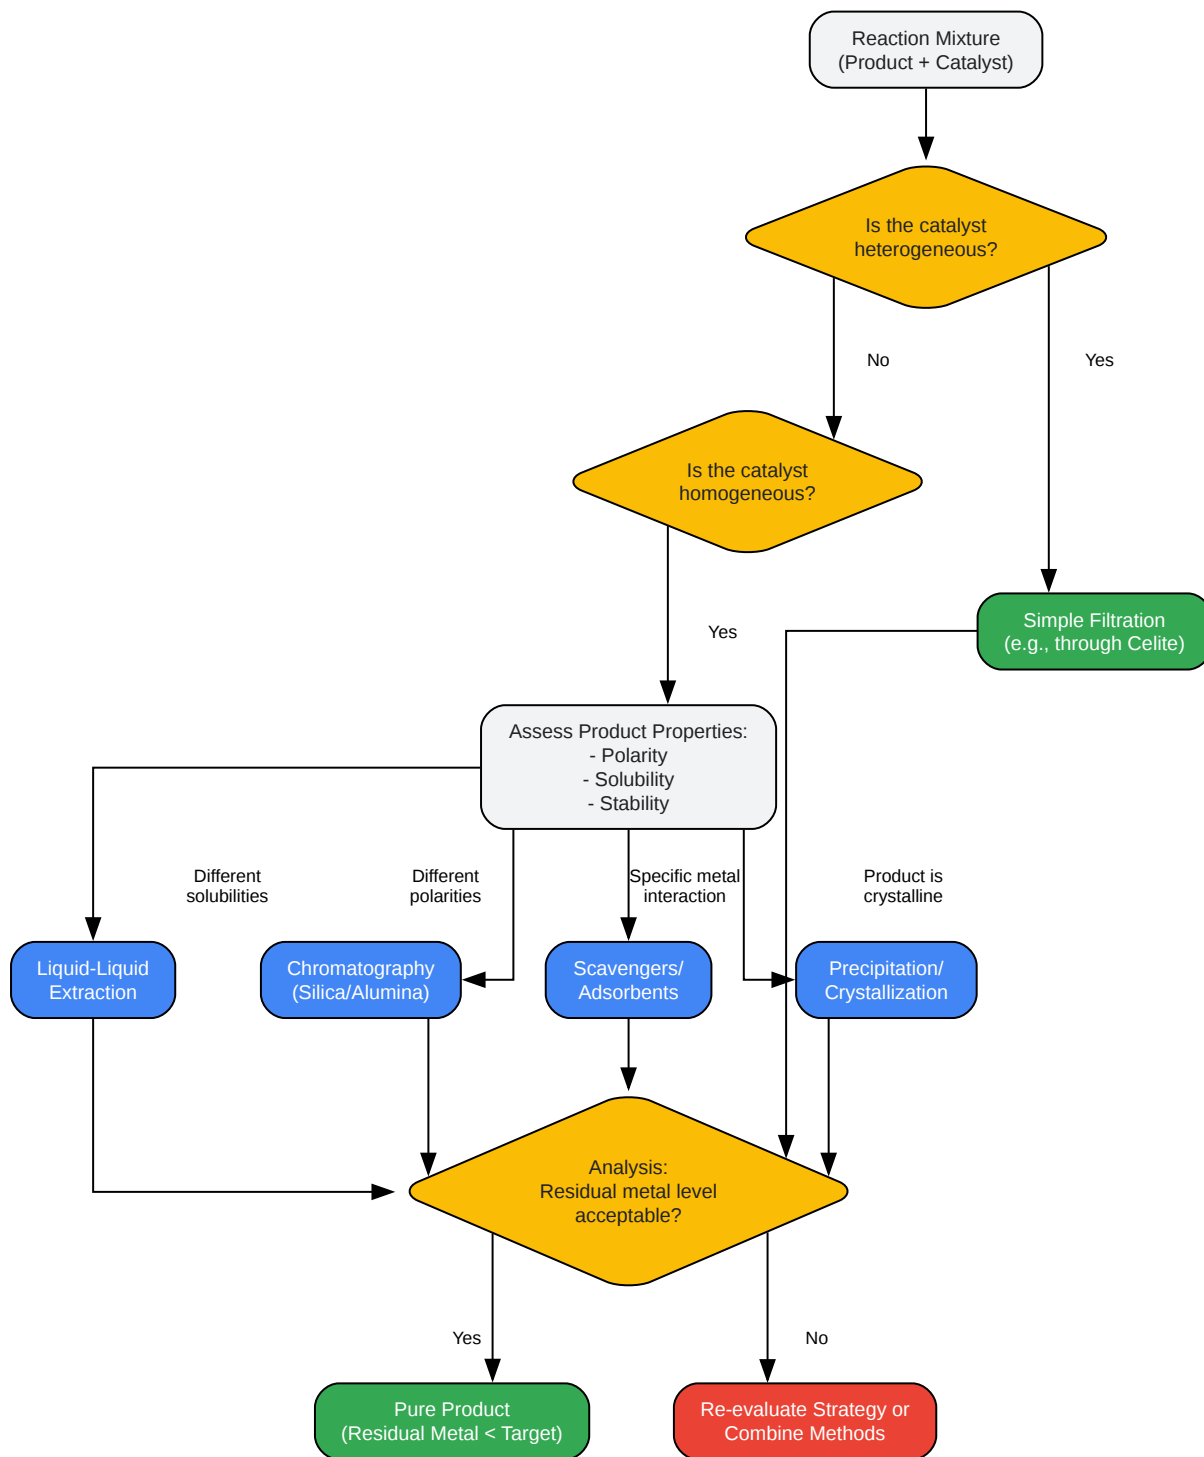 Reaction Mixture
(Product + Catalyst)
Is the catalyst
heterogeneous?
No
Yes
Is the catalyst
homogeneous?
Simple Filtration
(e.g., through Celite)
Yes
Assess Product Properties:
- Polarity
- Solubility
- Stability
Different
solubilities
Different
polarities
Specific metal
interaction
Product is
crystalline
Liquid-Liquid
Extraction
Chromatography
(Silica/Alumina)
Scavengers/
Adsorbents
Precipitation/
Crystallization
Analysis:
Residual metal level
acceptable?
Yes
No
Pure Product
(Residual Metal < Target)
Re-evaluate Strategy or
Combine Methods